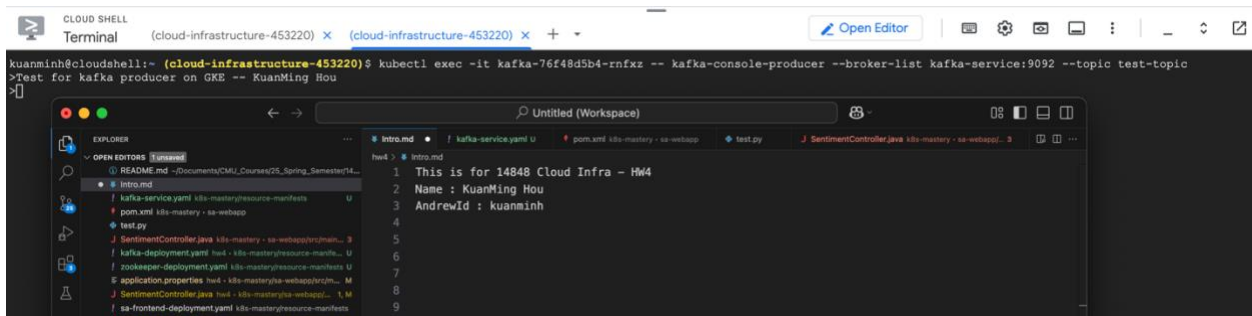 CLOUD SHELL
Terminal
(cloud-infrastructure-453220) × (cloud-infrastructure-453220) × + Open Editor
kuanminh@cloudshell:~ (cloud-infrastructure-453220)$ kubectl exec -it kafka-76f48d5b4-rnfxz -- kafka-console-producer --broker-list kafka-service:9092 --topic test-topic
>Test for kafka producer on GKE -- KuanMing Hou
>
Untitled (Workspace)
EXPLORER ...
OPEN EDITORS 1 unsaved
README.md ~/Documents/CMU_Courses/25_Spring_Semester/14...
Intro.md
kafka-service.yaml k8s-mastery/resource-manifests U
pom.xml k8s-mastery • sa-webapp
test.py
SentimentController.java k8s-mastery • sa-webapp/src/main... 3
kafka-deployment.yaml hw4 • k8s-mastery/resource-manife... U
zookeeper-deployment.yaml k8s-mastery/resource-manifests U
application.properties hw4 • k8s-mastery/sa-webapp/src/m... M
SentimentController.java hw4 • k8s-mastery/sa-webapp/... 1, M
sa-frontend-deployment.yaml k8s-mastery/resource-manifests
Intro.md ● kafka-service.yaml U pom.xml k8s-mastery • sa-webapp test.py SentimentController.java k8s-mastery • sa-webapp/... 3
hw4 > Intro.md
1 This is for 14848 Cloud Infra – HW4
2 Name : KuanMing Hou
3 AndrewId : kuanminh
4
5
6
7
8
9